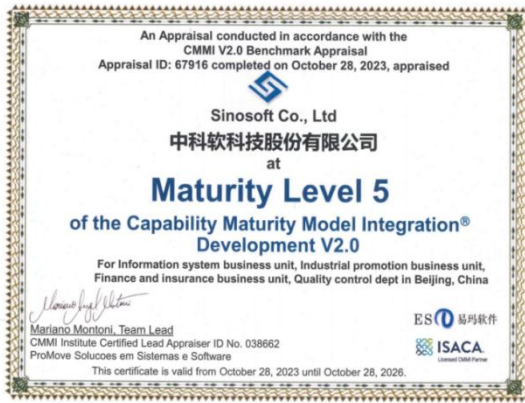 An Appraisal conducted in accordance with the
CMMI V2.0 Benchmark Appraisal
Appraisal ID: 67916 completed on October 28, 2023, appraised
Sinosoft Co., Ltd
中科软科技股份有限公司
at
Maturity Level 5
of the Capability Maturity Model Integration®
Development V2.0
For Information system business unit, Industrial promotion business unit,
Finance and insurance business unit, Quality control dept in Beijing, China
Mariano Montoni, Team Lead
CMMI Institute Certified Lead Appraiser ID No. 038662
ProMove Solucoes em Sistemas e Software
ES 易玛软件
ISACA.
Licensed CMMI Partner
This certificate is valid from October 28, 2023 until October 28, 2026.